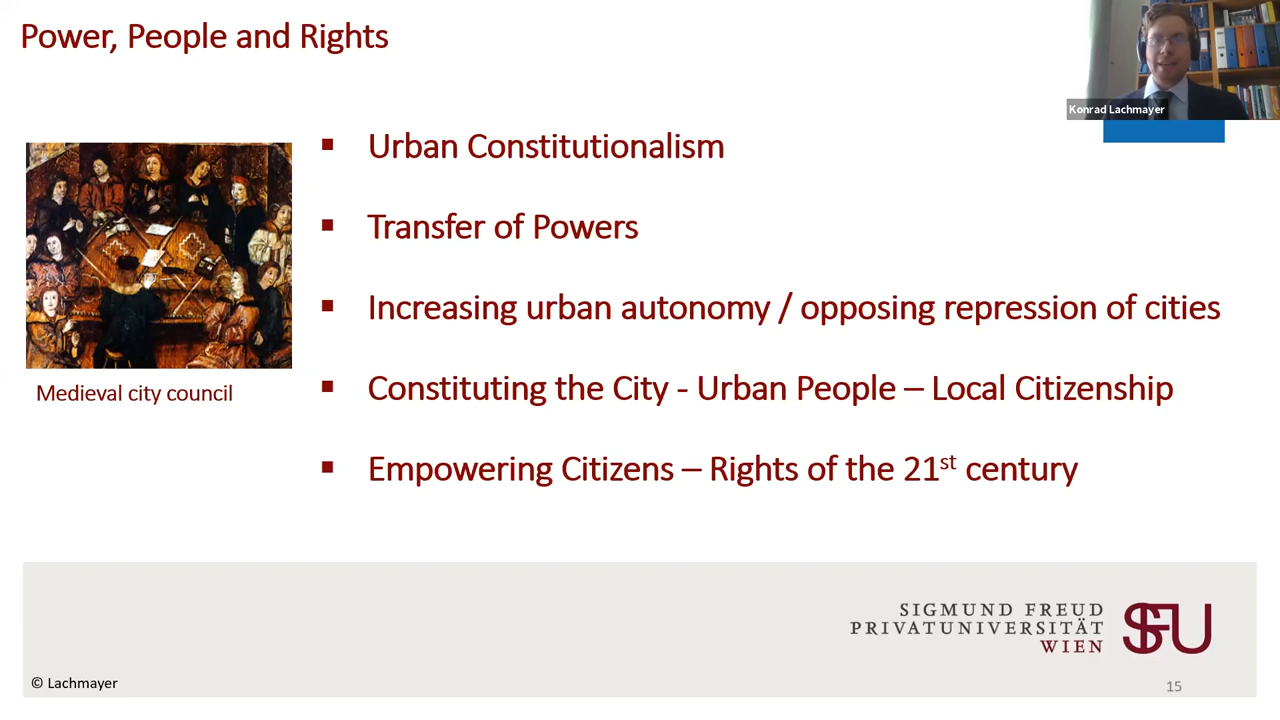 Power, People and Rights
Konrad Lachmayer
▪ Urban Constitutionalism
▪ Transfer of Powers
▪ Increasing urban autonomy / opposing repression of cities
▪ Constituting the City - Urban People – Local Citizenship
▪ Empowering Citizens – Rights of the 21st century
Medieval city council
SIGMUND FREUD
PRIVATUNIVERSITÄT
WIEN
SFU
© Lachmayer
15